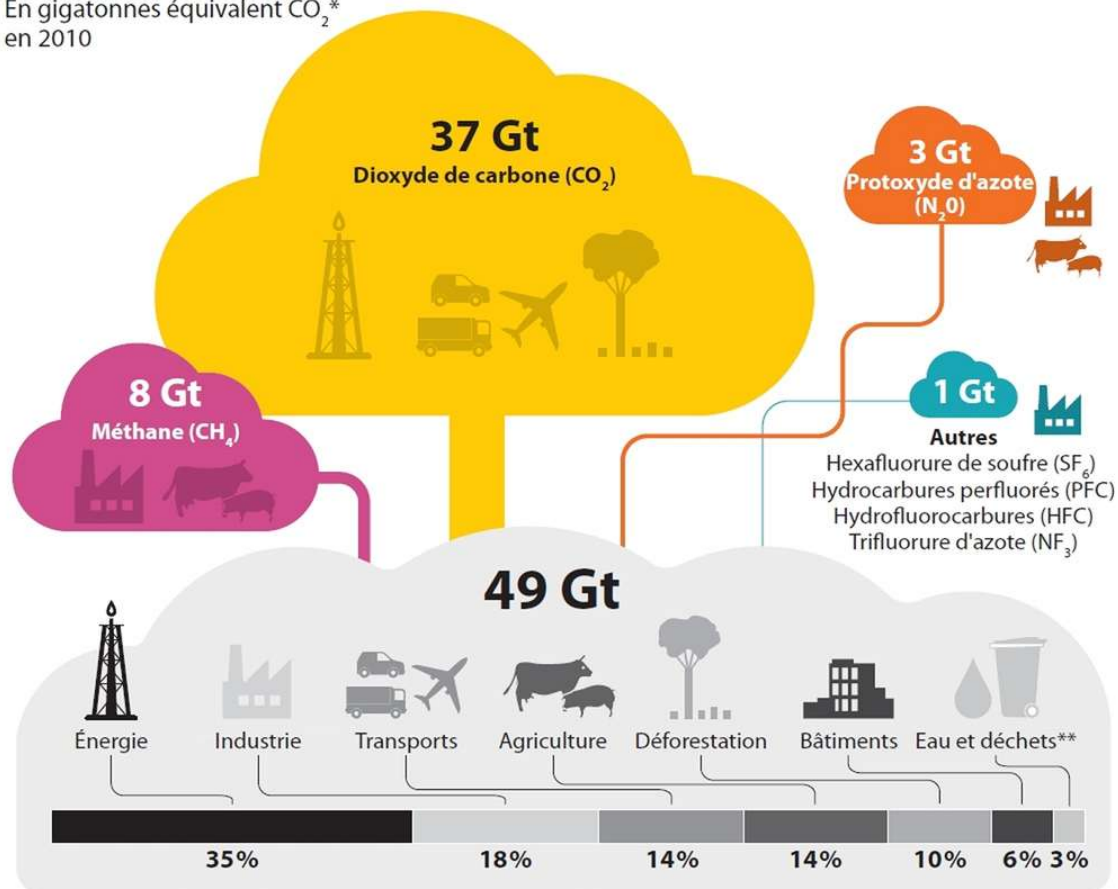 En gigatonnes équivalent CO₂*
en 2010
37 Gt
Dioxyde de carbone (CO₂)
3 Gt
Protoxyde d'azote
(N₂0)
8 Gt
Méthane (CH₄)
1 Gt
Autres
Hexafluorure de soufre (SF₆)
Hydrocarbures perfluorés (PFC)
Hydrofluorocarbures (HFC)
Trifluorure d'azote (NF₃)
49 Gt
Énergie Industrie Transports Agriculture Déforestation Bâtiments Eau et déchets**
35% 18% 14% 14% 10% 6% 3%